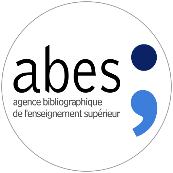 abes
agence bibliographique
de l'enseignement supérieur